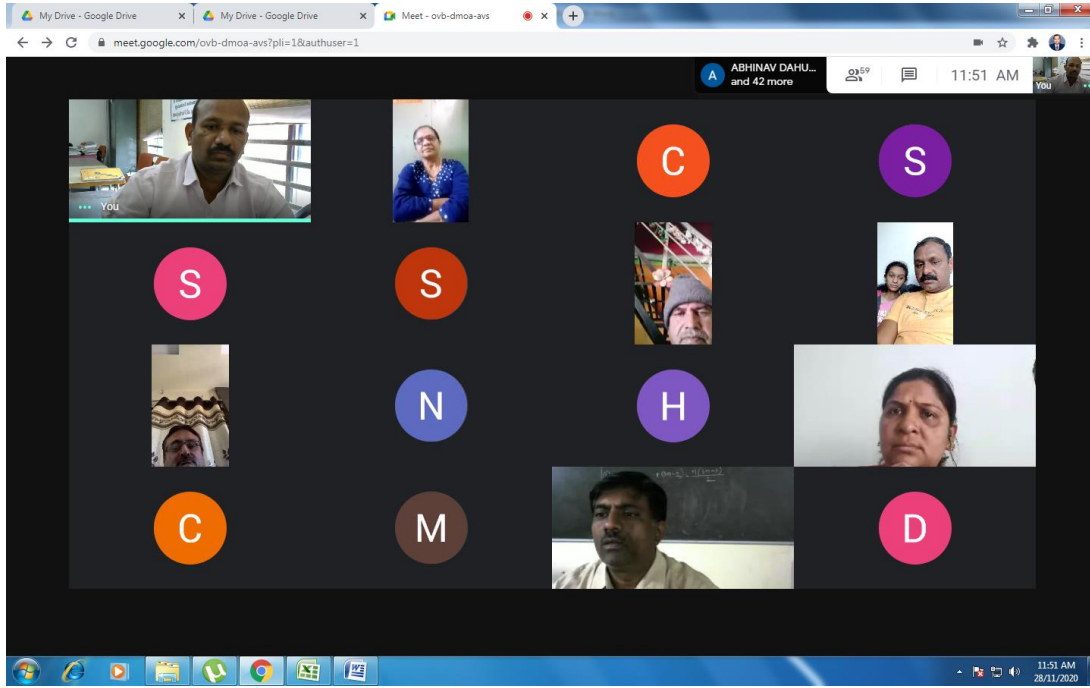 My Drive - Google Drive
My Drive - Google Drive
Meet - ovb-dmoa-avs
meet.google.com/ovb-dmoa-avs?pli=1&authuser=1
A
ABHINAV DAHU...
and 42 more
59
11:51 AM
You
You
C
S
S
S
N
H
C
M
D
11:51 AM
28/11/2020